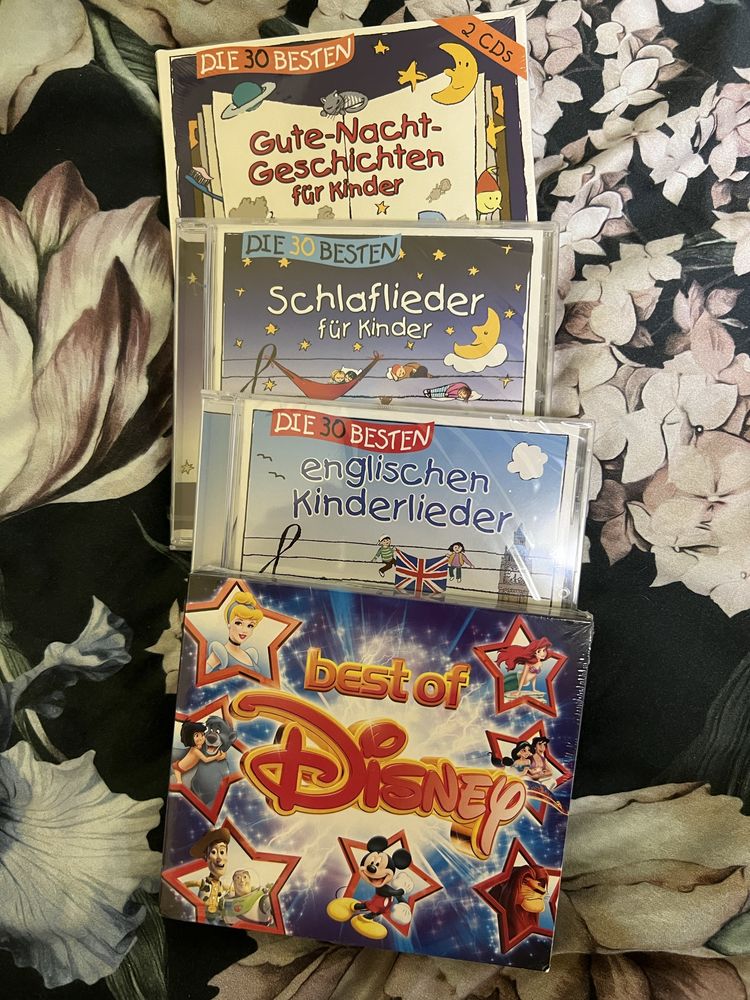 DIE 30 BESTEN
2 CDs
Gute-Nacht-
Geschichten
für Kinder
DIE 30 BESTEN
Schlaflieder
für Kinder
DIE 30 BESTEN
englischen
Kinderlieder
best of
Disney